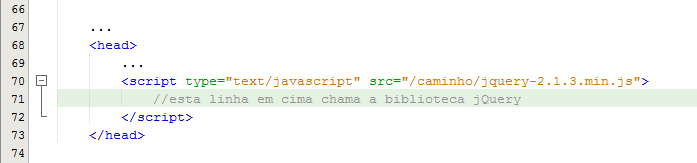 66
67 ...
68 <head>
69 ...
70 <script type="text/javascript" src="/caminho/jquery-2.1.3.min.js">
71 //esta linha em cima chama a biblioteca jQuery
72 </script>
73 </head>
74